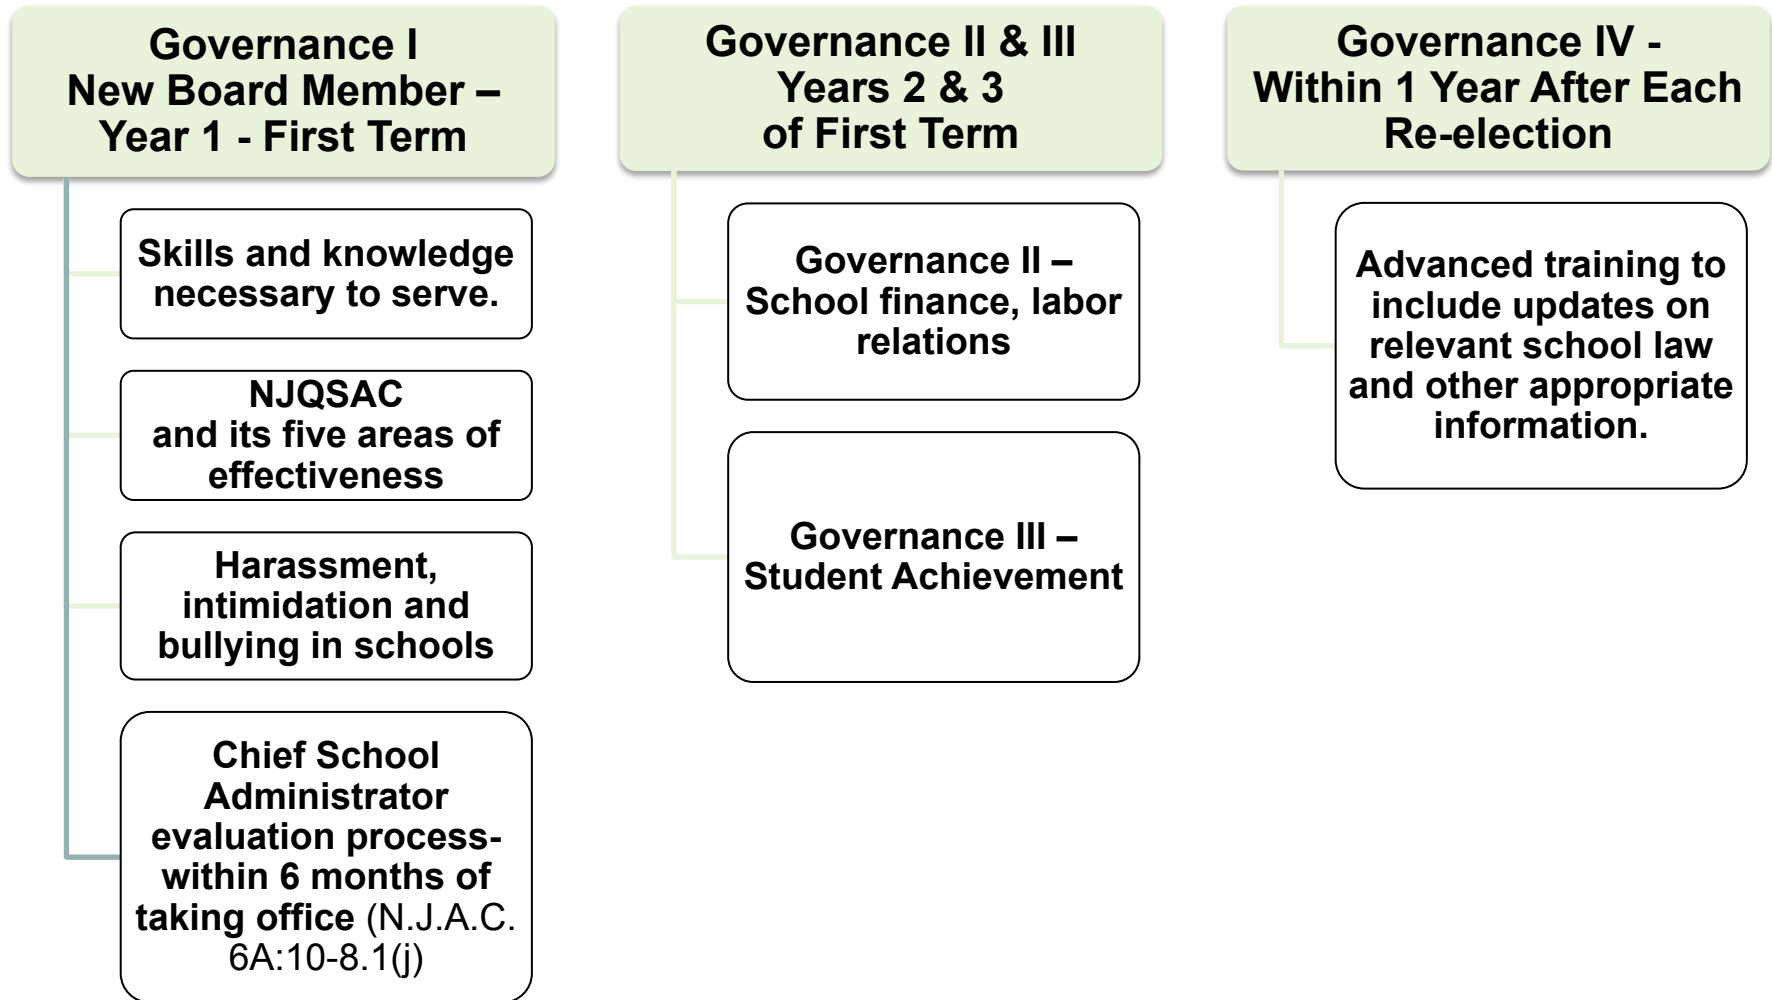 Governance I
New Board Member –
Year 1 - First Term
Skills and knowledge
necessary to serve.
NJQSAC
and its five areas of
effectiveness
Harassment,
intimidation and
bullying in schools
Chief School
Administrator
evaluation process-
within 6 months of
taking office (N.J.A.C.
6A:10-8.1(j)
Governance II & III
Years 2 & 3
of First Term
Governance II –
School finance, labor
relations
Governance III –
Student Achievement
Governance IV -
Within 1 Year After Each
Re-election
Advanced training to
include updates on
relevant school law
and other appropriate
information.